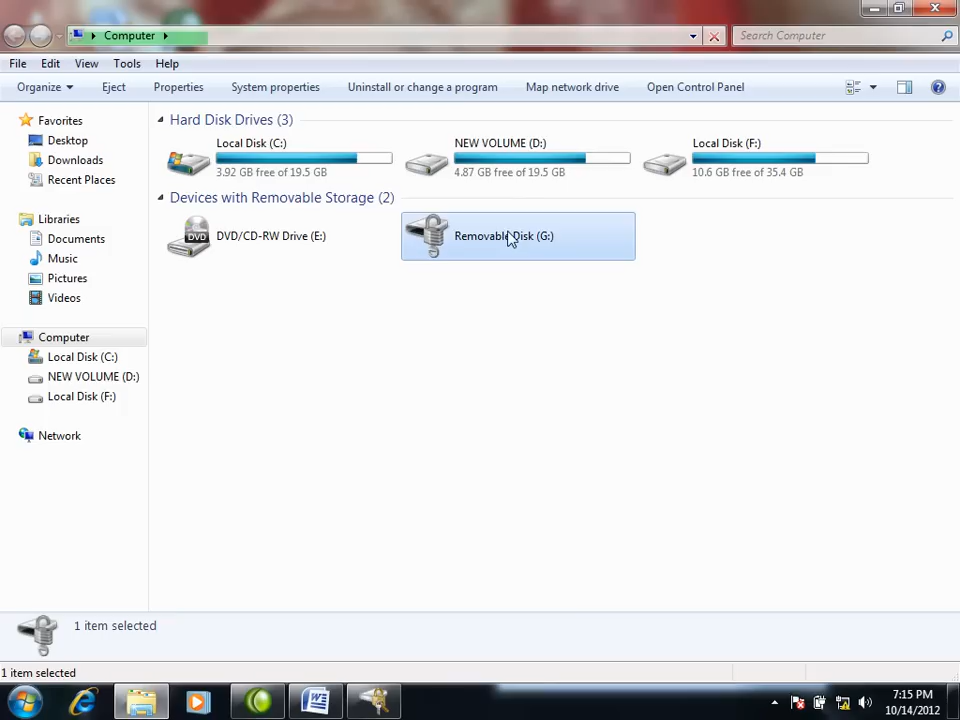 Computer
Search Computer
File Edit View Tools Help
Organize Eject Properties System properties Uninstall or change a program Map network drive Open Control Panel
Favorites
Desktop
Downloads
Recent Places
Libraries
Documents
Music
Pictures
Videos
Computer
Local Disk (C:)
NEW VOLUME (D:)
Local Disk (F:)
Network
Hard Disk Drives (3)
Local Disk (C:)
3.92 GB free of 19.5 GB
NEW VOLUME (D:)
4.87 GB free of 19.5 GB
Local Disk (F:)
10.6 GB free of 35.4 GB
Devices with Removable Storage (2)
DVD
DVD/CD-RW Drive (E:)
Removable Disk (G:)
1 item selected
1 item selected
7:15 PM
10/14/2012